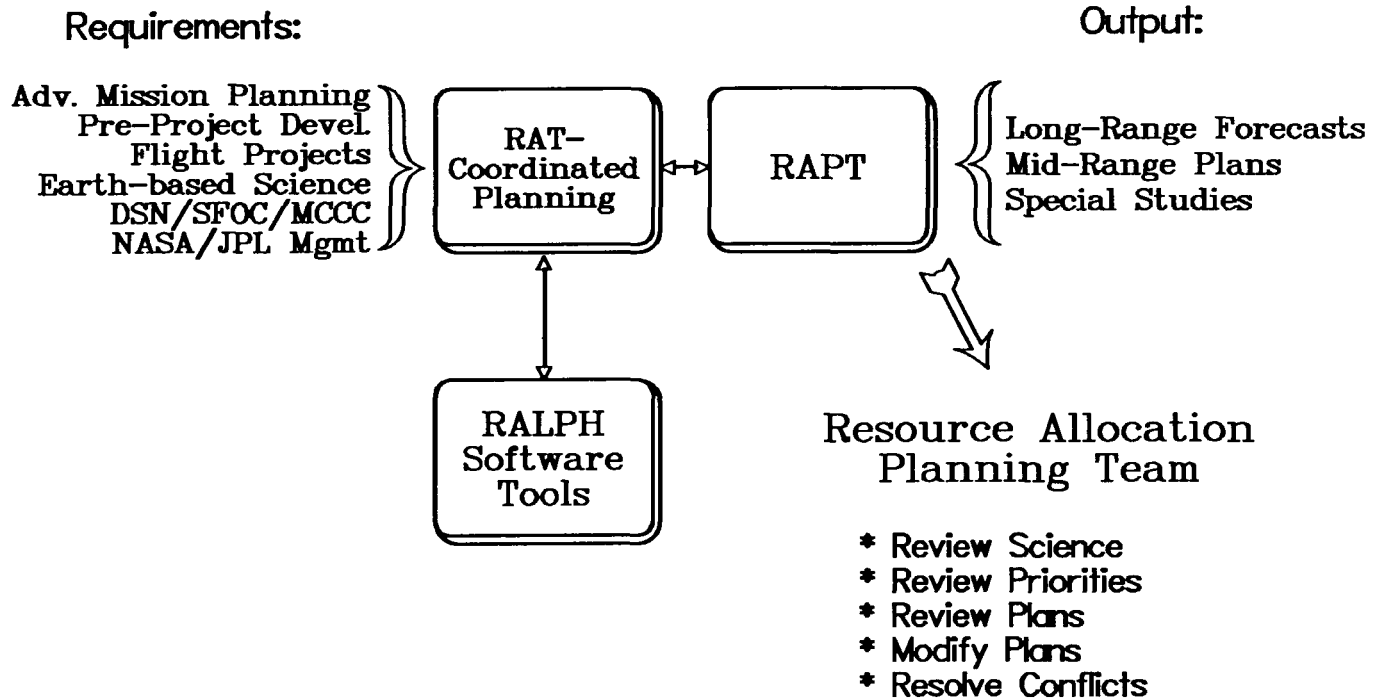 Requirements:
Output:
Adv. Mission Planning
Pre-Project Devel.
Flight Projects
Earth-based Science
DSN/SFOC/MCCC
NASA/JPL Mgmt
RAT-
Coordinated
Planning
RAPT
Long-Range Forecasts
Mid-Range Plans
Special Studies
RALPH
Software
Tools
Resource Allocation
Planning Team
* Review Science
* Review Priorities
* Review Plans
* Modify Plans
* Resolve Conflicts